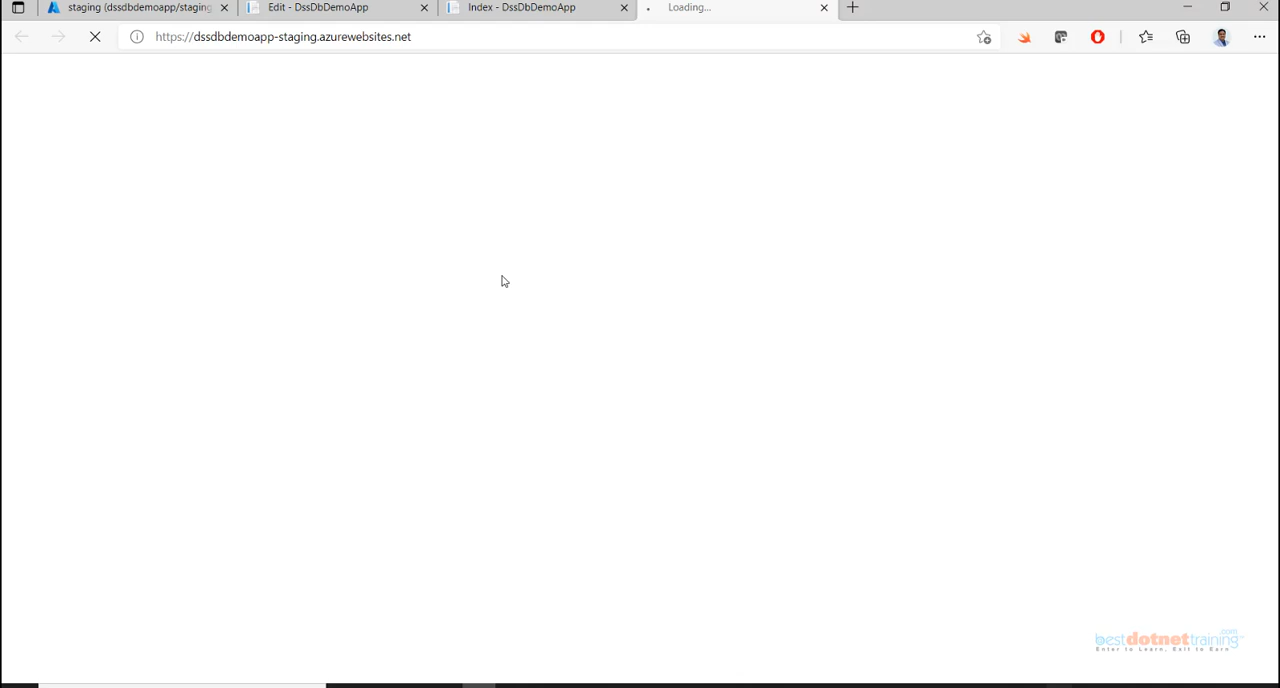 staging (dssdbdemoapp/staging
Edit - DssDbDemoApp
Index - DssDbDemoApp
Loading...
https://dssdbdemoapp-staging.azurewebsites.net
bestdotnettraining.com
Enter to Learn, Exit to Earn